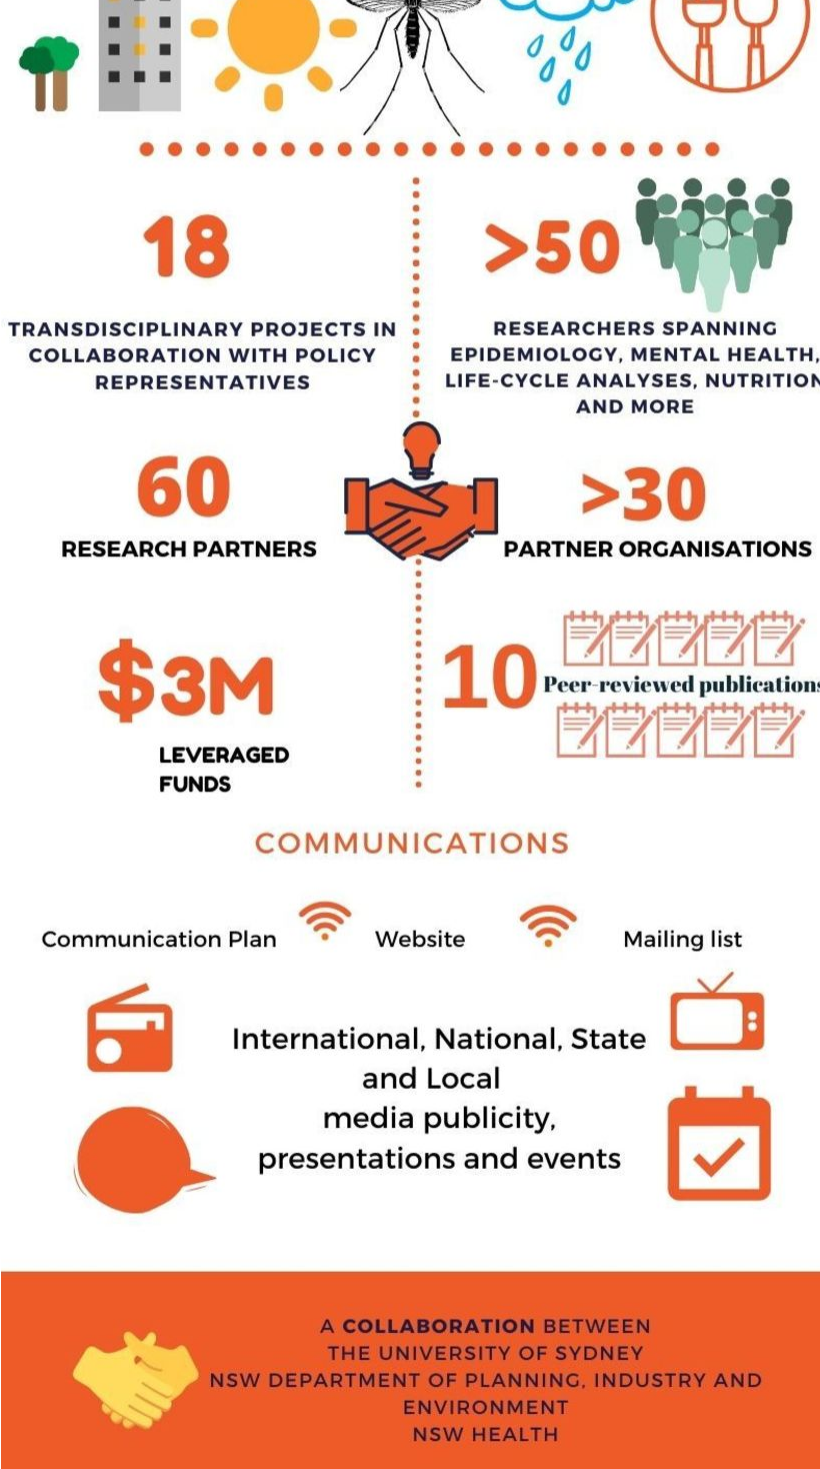 18
TRANSDISCIPLINARY PROJECTS IN
COLLABORATION WITH POLICY
REPRESENTATIVES
>50
RESEARCHERS SPANNING
EPIDEMIOLOGY, MENTAL HEALTH,
LIFE-CYCLE ANALYSES, NUTRITION
AND MORE
60
RESEARCH PARTNERS
>30
PARTNER ORGANISATIONS
$3M
LEVERAGED
FUNDS
10
Peer-reviewed publications
COMMUNICATIONS
Communication Plan
Website
Mailing list
International, National, State
and Local
media publicity,
presentations and events
A COLLABORATION BETWEEN
THE UNIVERSITY OF SYDNEY
NSW DEPARTMENT OF PLANNING, INDUSTRY AND
ENVIRONMENT
NSW HEALTH